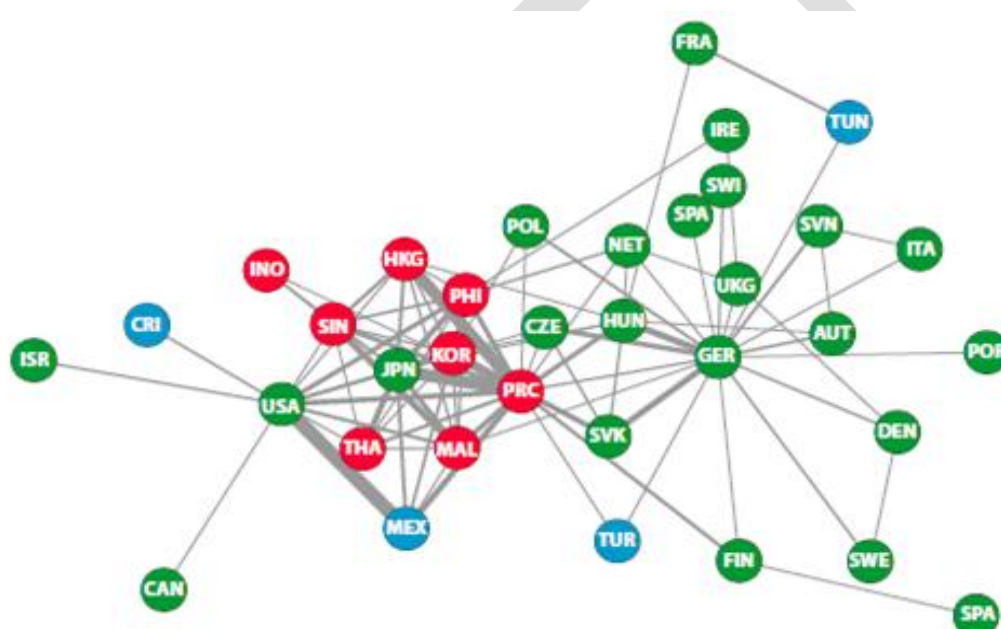 FRA
TUN
IRE
SWI
SPA
POL
NET
SVN
ITA
HKG
INO
PHI
UKG
CRI
SIN
CZE
HUN
AUT
ISR
JPN
KOR
GER
POR
USA
PRC
THA
MAL
SVK
DEN
MEX
TUR
FIN
SWE
CAN
SPA